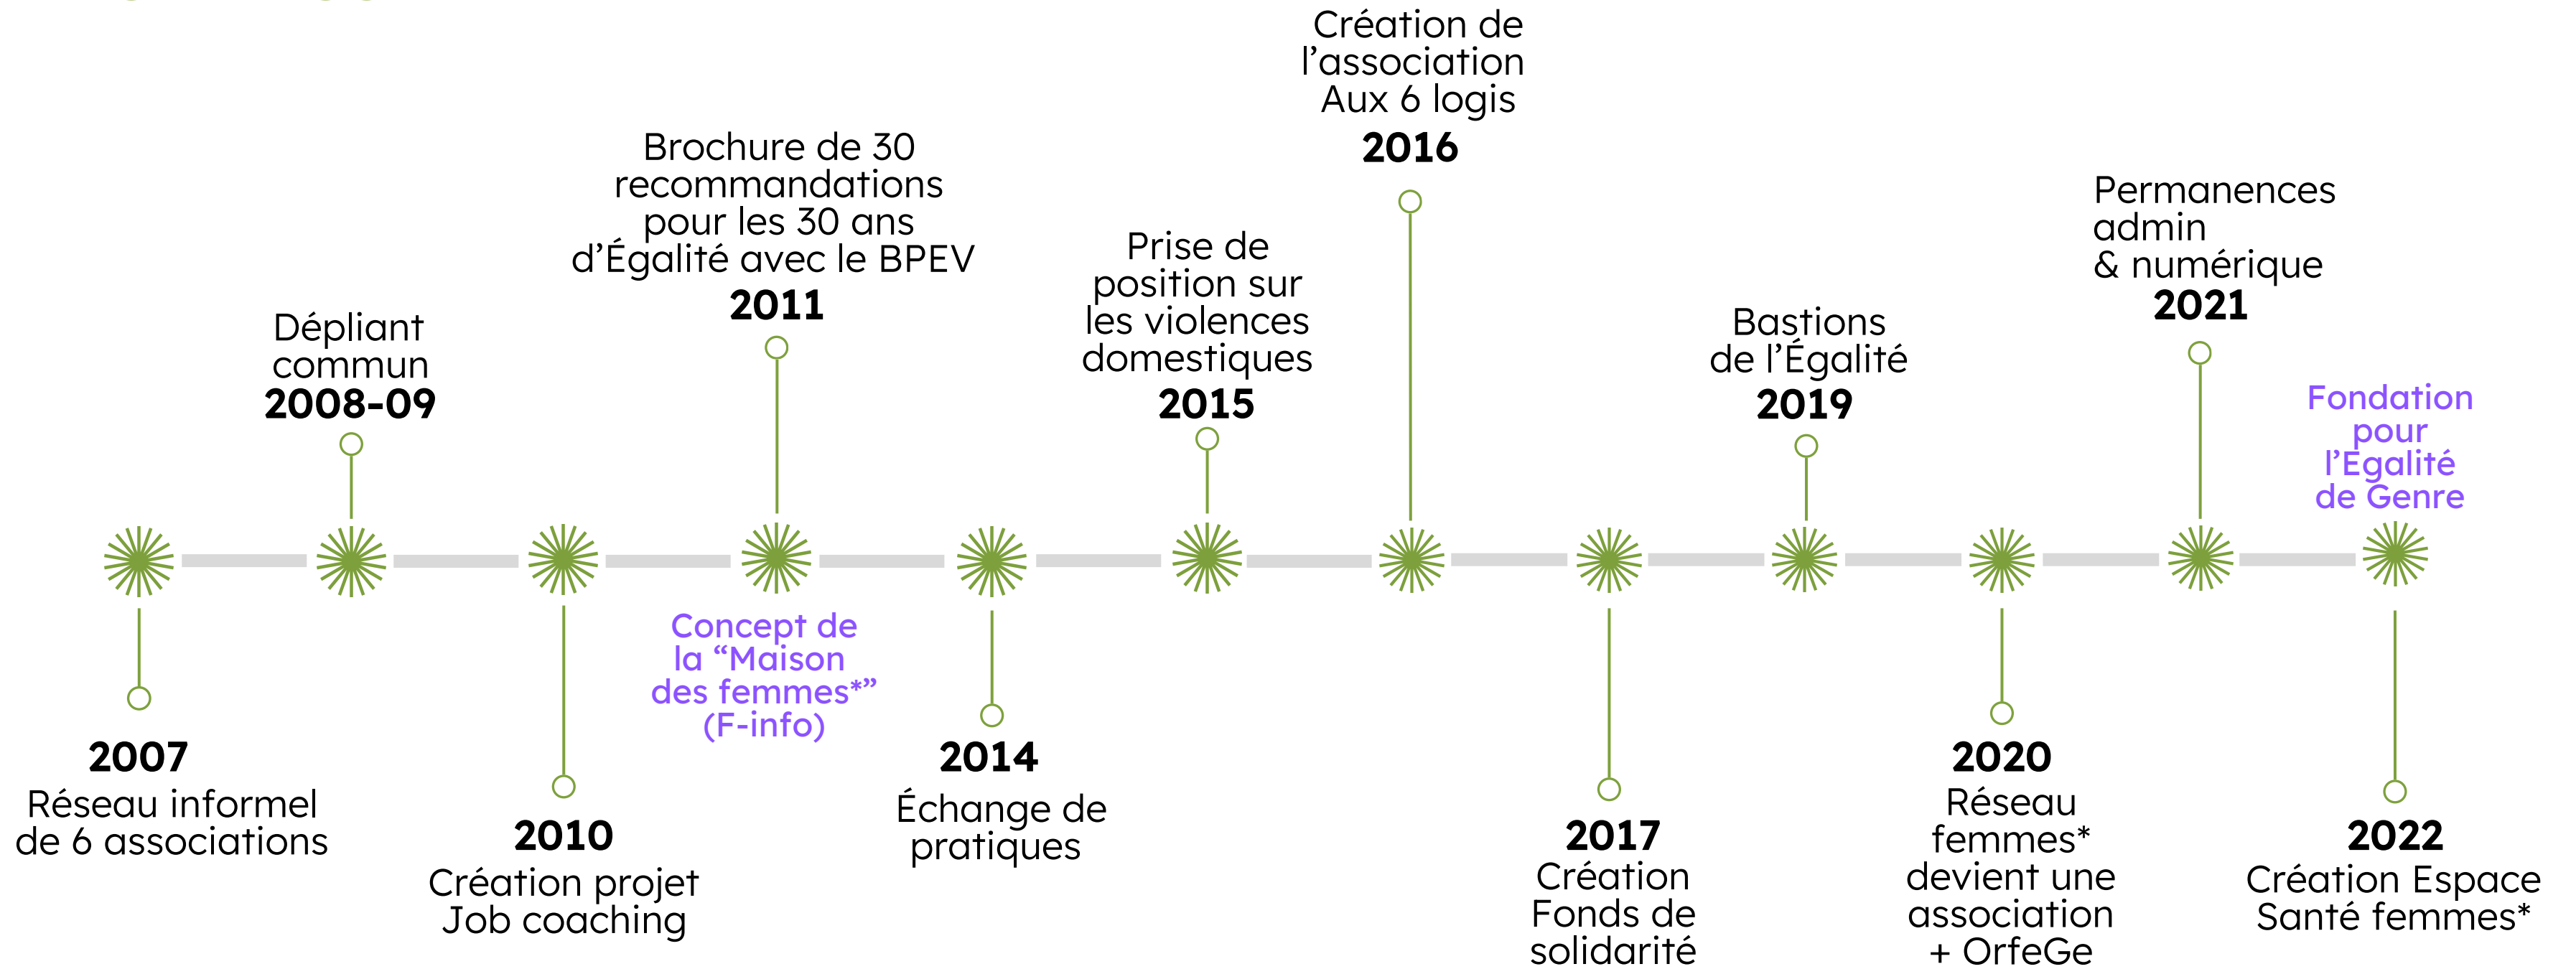 2007
Réseau informel
de 6 associations
Dépliant
commun
2008-09
2010
Création projet
Job coaching
Brochure de 30
recommandations
pour les 30 ans
d’Égalité avec le BPEV
2011
Concept de
la “Maison
des femmes*”
(F-info)
2014
Échange de
pratiques
Prise de
position sur
les violences
domestiques
2015
Création de
l’association
Aux 6 logis
2016
2017
Création
Fonds de
solidarité
Bastions
de l’Égalité
2019
2020
Réseau
femmes*
devient une
association
+ OrfeGe
Permanences
admin
& numérique
2021
Fondation
pour
l’Egalité
de Genre
2022
Création Espace
Santé femmes*